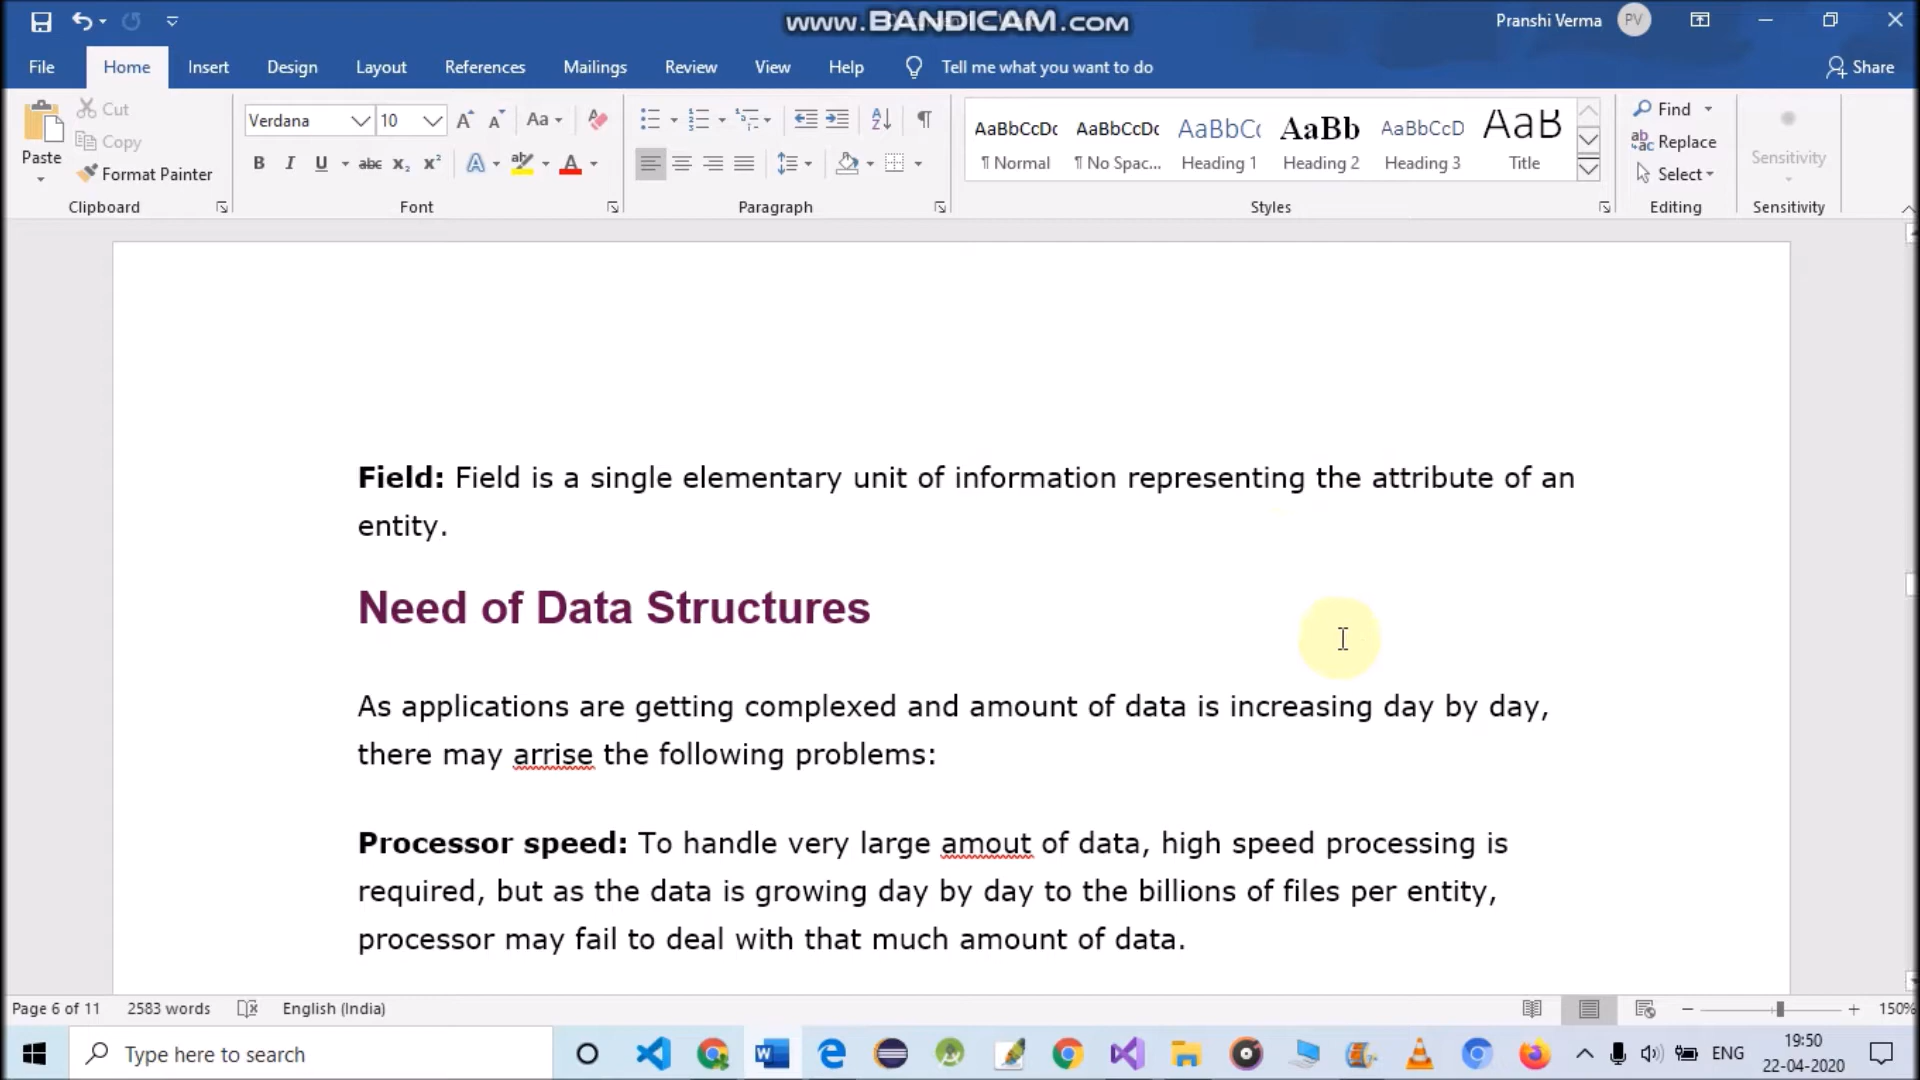 www.BANDICAM.com
Pranshi Verma PV
File Home Insert Design Layout References Mailings Review View Help Tell me what you want to do Share
Paste Cut Copy Format Painter
Clipboard
Verdana 10 Aa
B I U abc x₂ x² A A
Font
Paragraph
AaBbCcDc AaBbCcDc AaBbCc AaBb AaBbCcD AaB
¶ Normal ¶ No Spac... Heading 1 Heading 2 Heading 3 Title
Styles
Find
Replace
Select
Editing
Sensitivity
Sensitivity
Field: Field is a single elementary unit of information representing the attribute of an
entity.
Need of Data Structures
As applications are getting complexed and amount of data is increasing day by day,
there may arrise the following problems:
Processor speed: To handle very large amout of data, high speed processing is
required, but as the data is growing day by day to the billions of files per entity,
processor may fail to deal with that much amount of data.
Page 6 of 11 2583 words English (India) 150%
Type here to search
ENG
19:50
22-04-2020